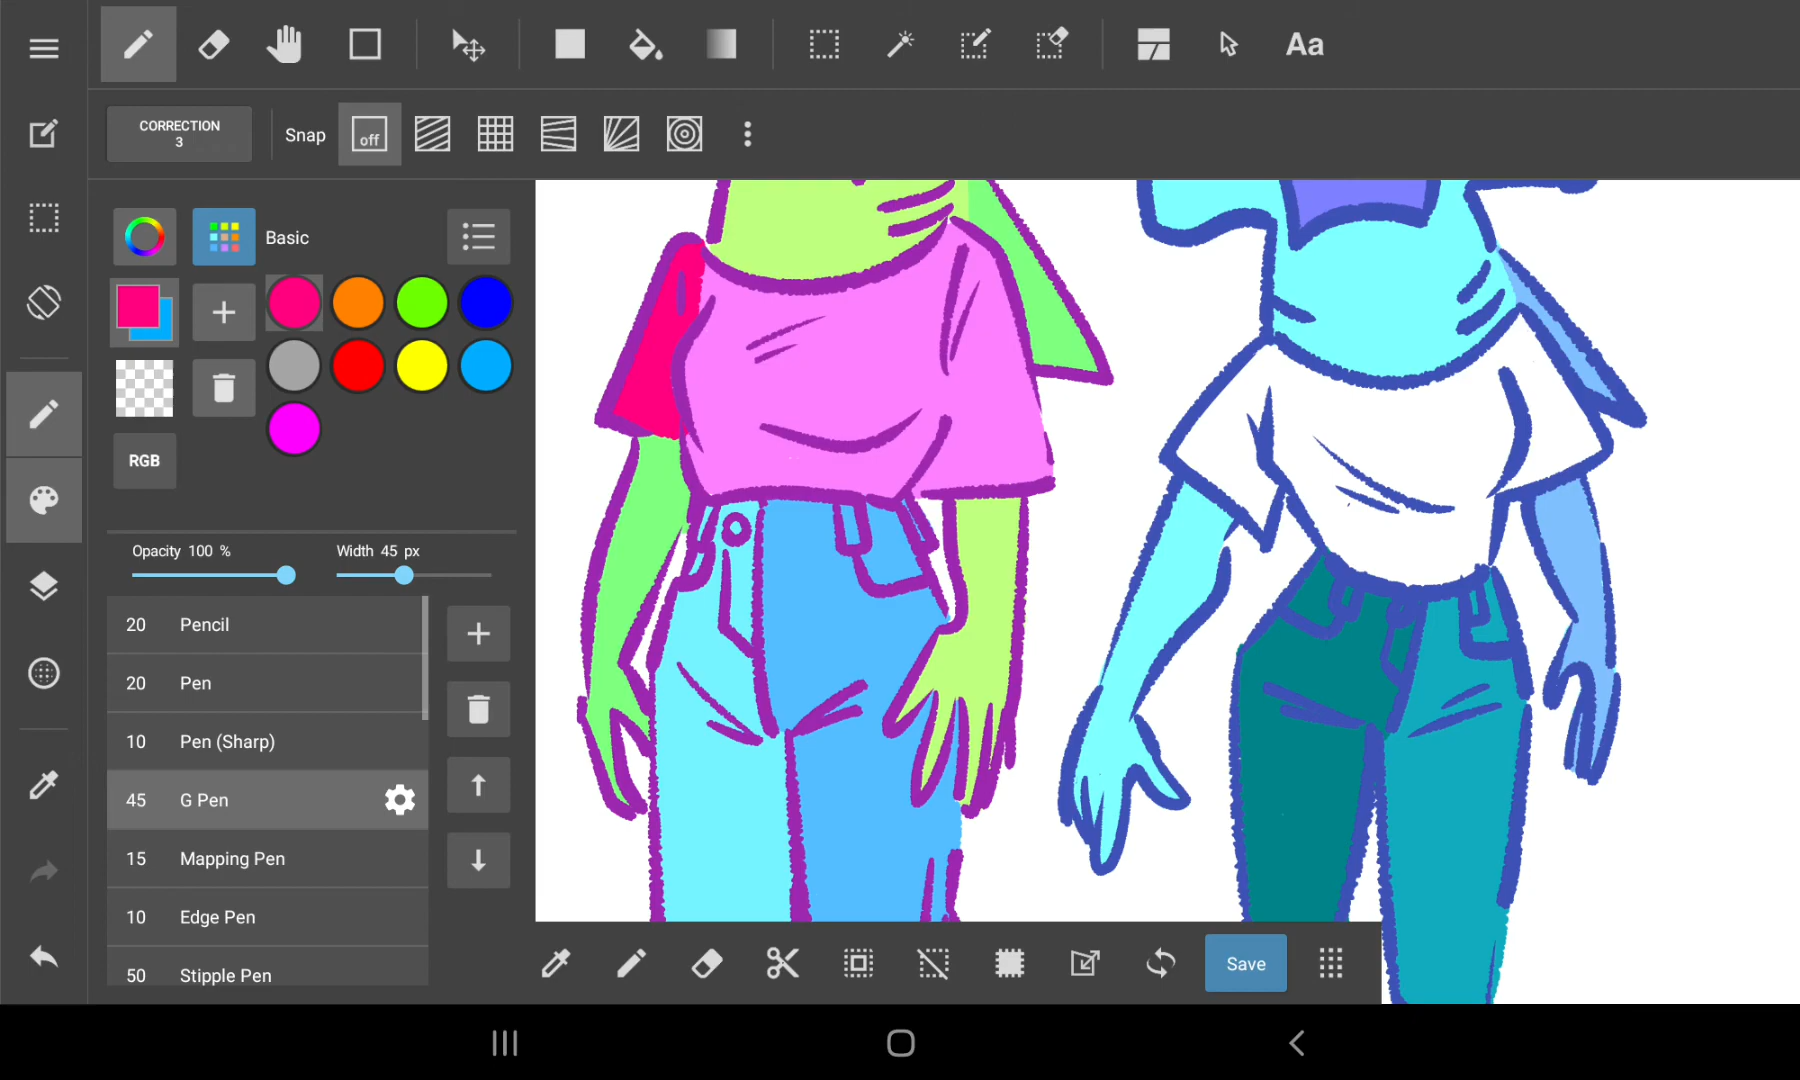 Aa
CORRECTION
3
Snap
off
Basic
RGB
Opacity 100 %
Width 45 px
20 Pencil
20 Pen
10 Pen (Sharp)
45 G Pen
15 Mapping Pen
10 Edge Pen
50 Stipple Pen
Save